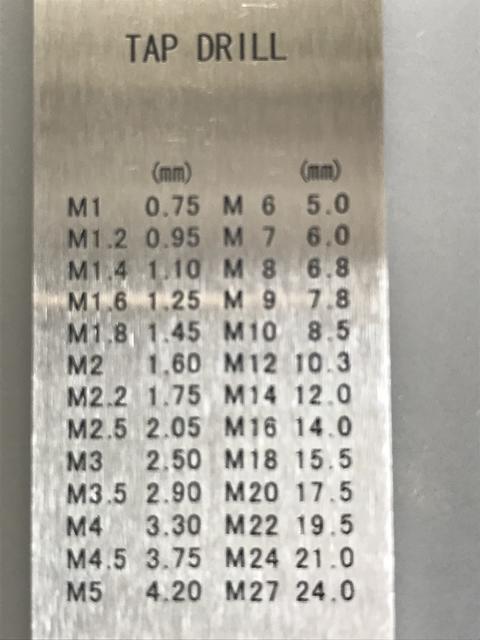 TAP DRILL
(mm) (mm)
M1 0.75 M 6 5.0
M1.2 0.95 M 7 6.0
M1.4 1.10 M 8 6.8
M1.6 1.25 M 9 7.8
M1.8 1.45 M10 8.5
M2 1.60 M12 10.3
M2.2 1.75 M14 12.0
M2.5 2.05 M16 14.0
M3 2.50 M18 15.5
M3.5 2.90 M20 17.5
M4 3.30 M22 19.5
M4.5 3.75 M24 21.0
M5 4.20 M27 24.0